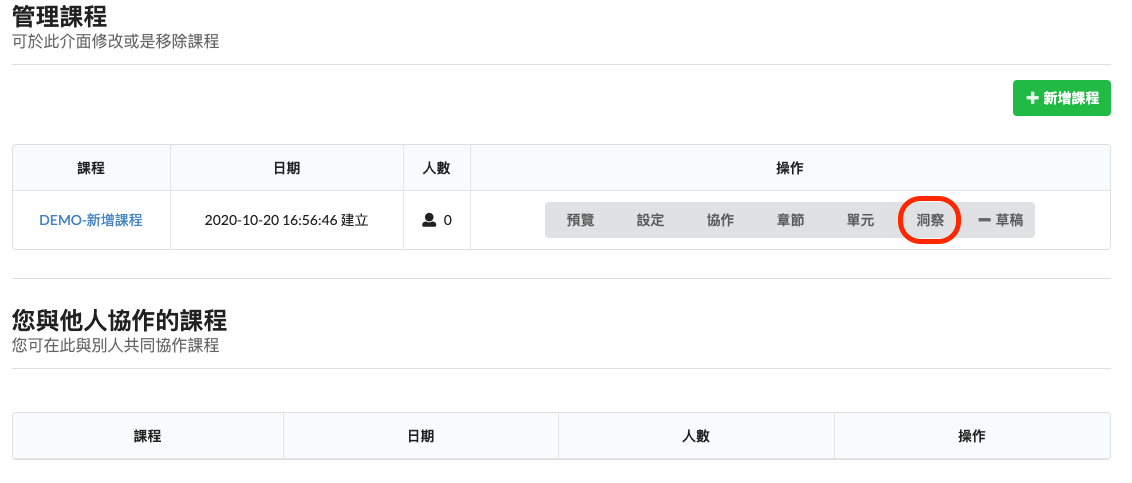 管理課程
可於此介面修改或是移除課程
新增課程
課程 日期 人數 操作
DEMO-新增課程 2020-10-20 16:56:46 建立 0 預覽 設定 協作 章節 單元 洞察 草稿
您與他人協作的課程
您可在此與別人共同協作課程
課程 日期 人數 操作